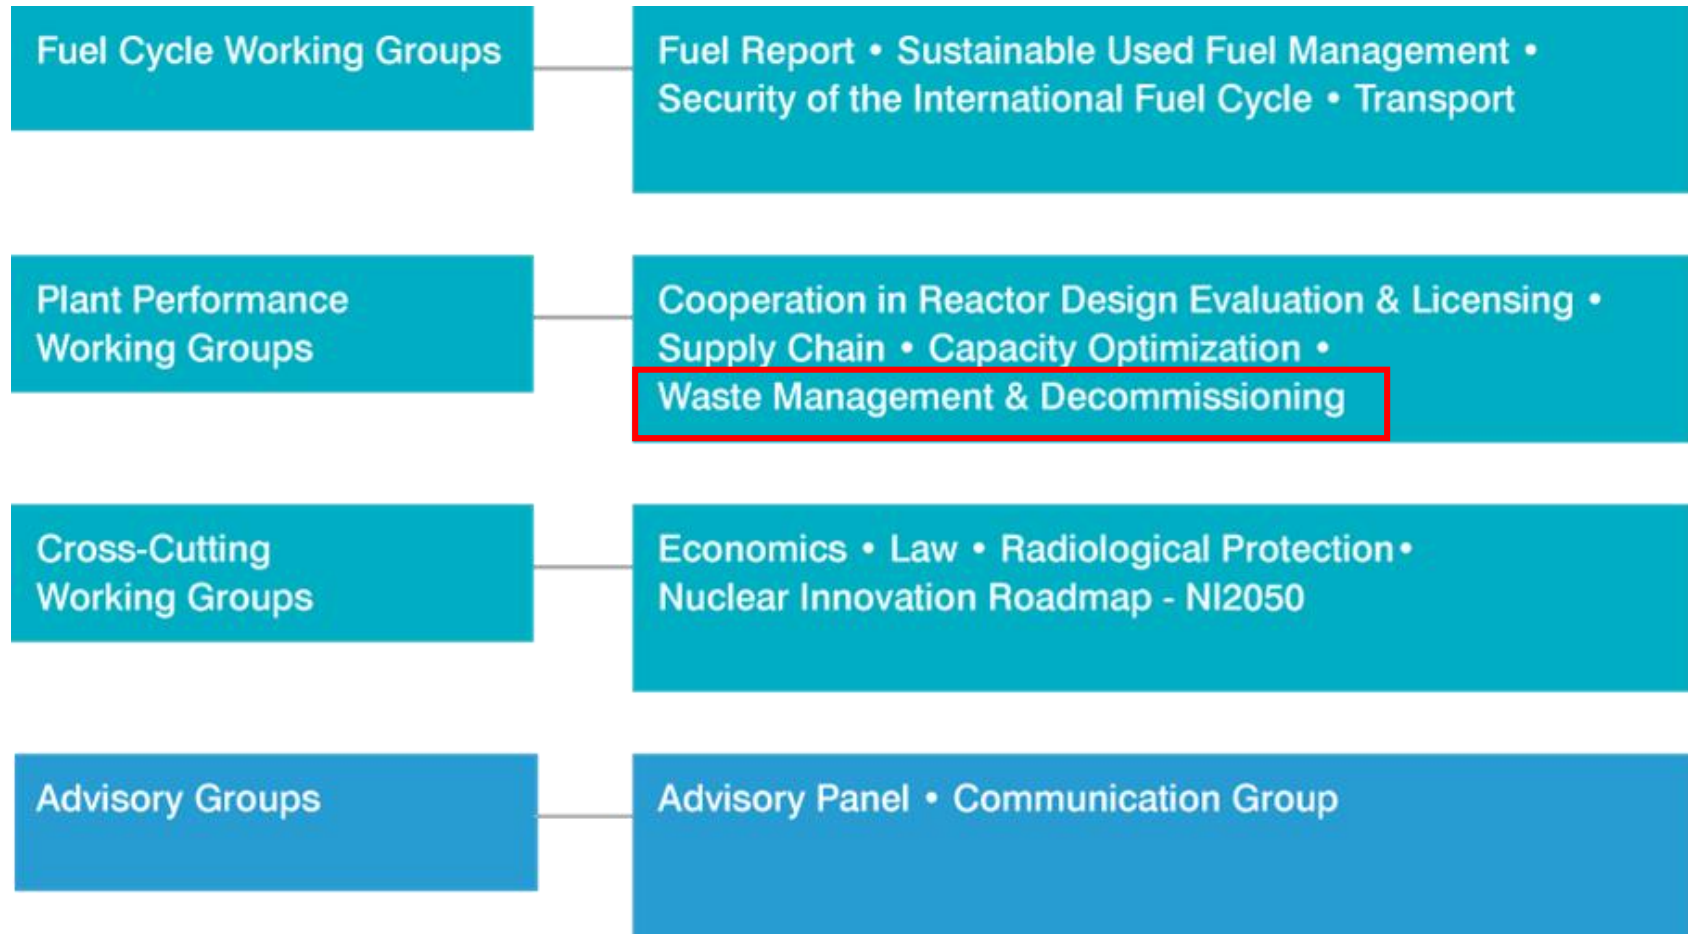 Fuel Cycle Working Groups
Fuel Report • Sustainable Used Fuel Management •
Security of the International Fuel Cycle • Transport
Plant Performance
Working Groups
Cooperation in Reactor Design Evaluation & Licensing •
Supply Chain • Capacity Optimization •
Waste Management & Decommissioning
Cross-Cutting
Working Groups
Economics • Law • Radiological Protection•
Nuclear Innovation Roadmap - NI2050
Advisory Groups
Advisory Panel • Communication Group